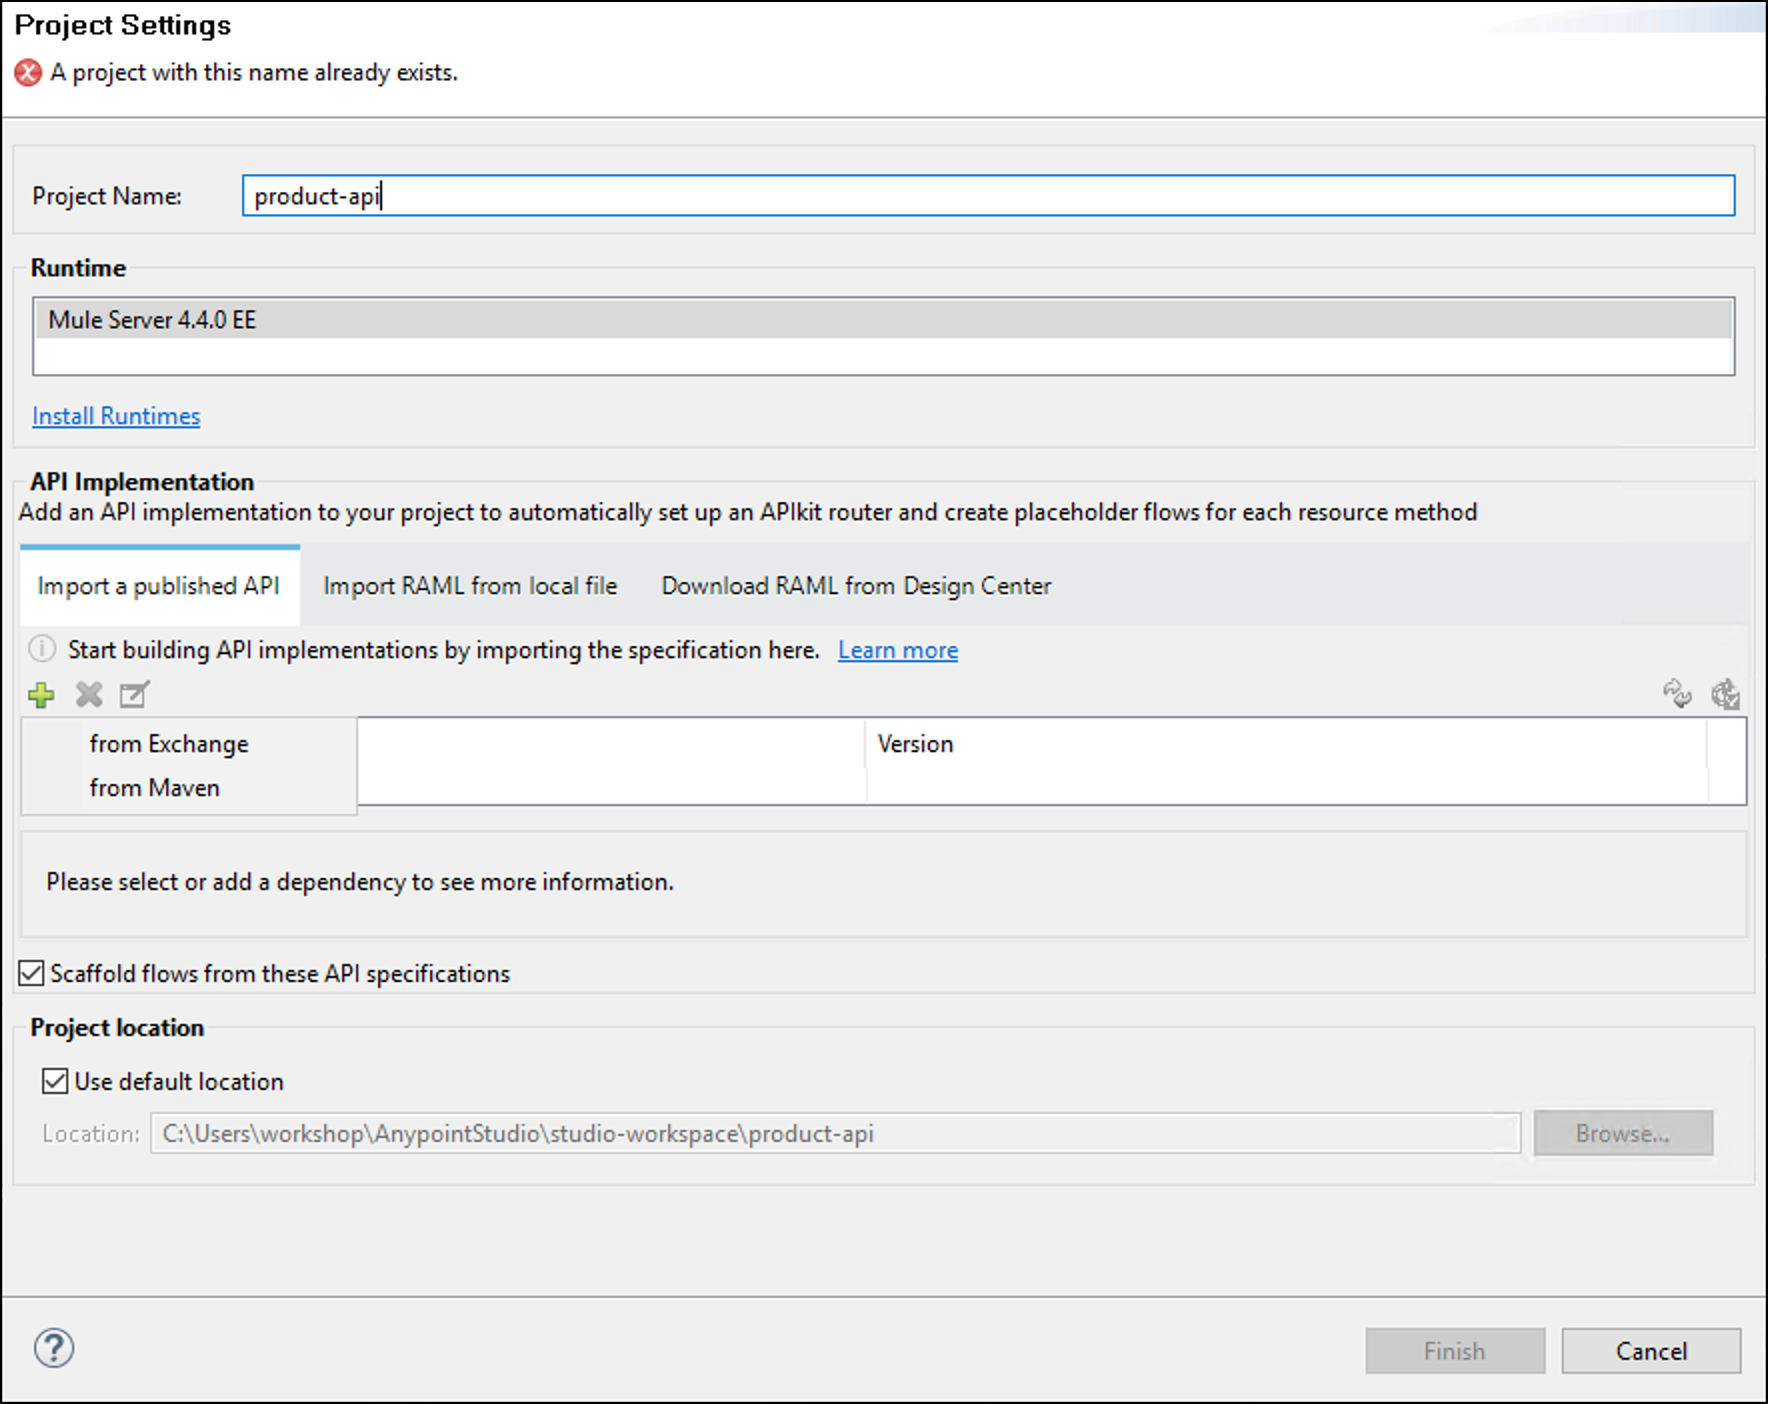 Project Settings
A project with this name already exists.
Project Name: product-api
Runtime
Mule Server 4.4.0 EE
Install Runtimes
API Implementation
Add an API implementation to your project to automatically set up an APIkit router and create placeholder flows for each resource method
Import a published API Import RAML from local file Download RAML from Design Center
Start building API implementations by importing the specification here. Learn more
from Exchange Version
from Maven
Please select or add a dependency to see more information.
Scaffold flows from these API specifications
Project location
Use default location
Location: C:\Users\workshop\AnypointStudio\studio-workspace\product-api Browse...
Finish Cancel